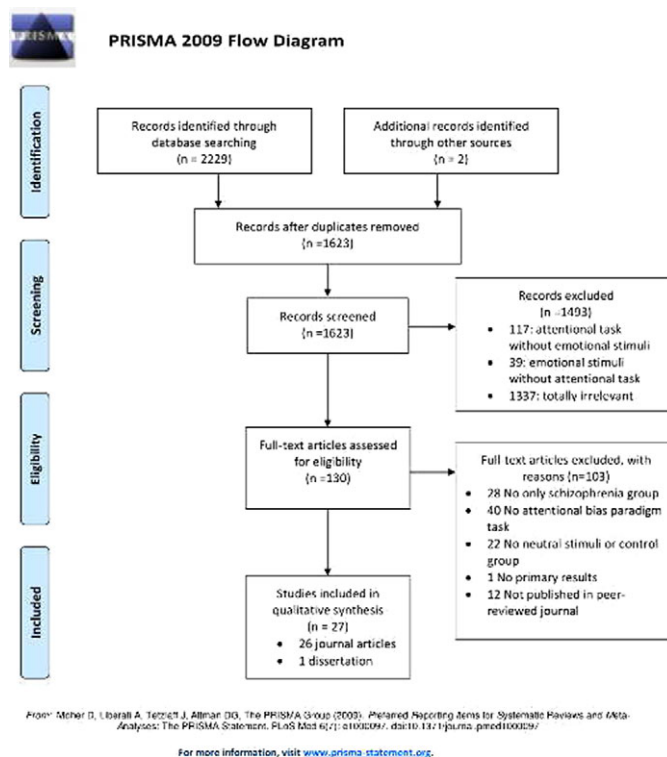 PRISMA
PRISMA 2009 Flow Diagram
Identification
Records identified through
database searching
(n = 2229)
Additional records identified
through other sources
(n = 2)
Records after duplicates removed
(n =1623)
Screening
Records screened
(n =1623)
Records excluded
(n =1493)
• 117: attentional task
without emotional stimuli
• 39: emotional stimuli
without attentional task
• 1337: totally irrelevant
Eligibility
Full-text articles assessed
for eligibility
(n =130)
Full text articles excluded, with
reasons (n=103)
• 28 No only schizophrenia group
• 40 No attentional bias paradigm
task
• 22 No neutral stimuli or control
group
• 1 No primary results
• 12 Not published in peer-
reviewed journal
Included
Studies included in
qualitative synthesis
(n = 27)
• 26 journal articles
• 1 dissertation
From: Moher D, Liberati A, Tetzlaff J, Altman DG, The PRISMA Group (2009). Preferred Reporting Items for Systematic Reviews and Meta-
Analyses: The PRISMA Statement. PLoS Med 6(7): e1000097. doi:10.1371/journal.pmed1000097
For more information, visit www.prisma-statement.org.